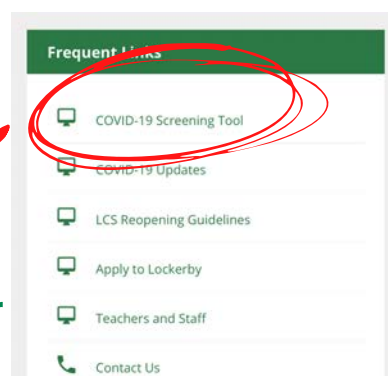 Frequent Links
COVID-19 Screening Tool
COVID-19 Updates
LCS Reopening Guidelines
Apply to Lockerby
Teachers and Staff
Contact Us